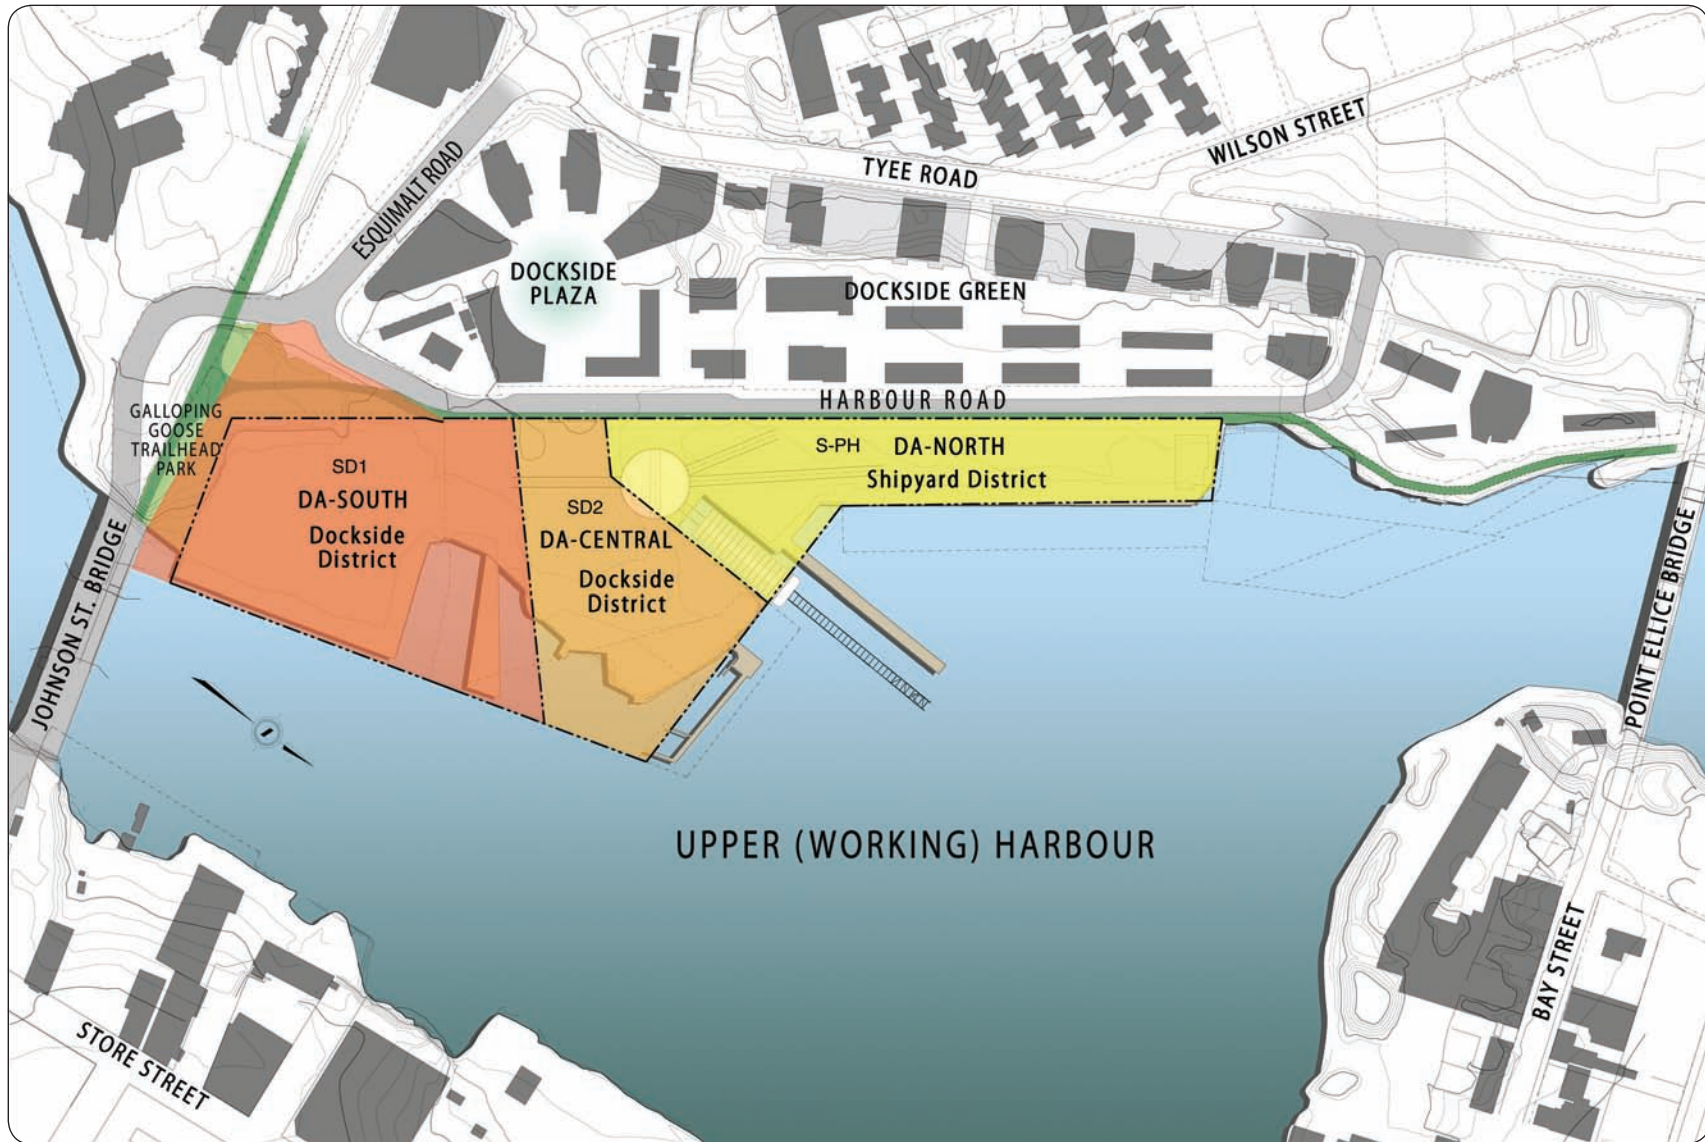 WILSON STREET
TYEE ROAD
ESQUIMALT ROAD
DOCKSIDE
PLAZA
DOCKSIDE GREEN
HARBOUR ROAD
GALLOPING
GOOSE
TRAILHEAD
PARK
SD1
DA-SOUTH
Dockside
District
SD2
DA-CENTRAL
Dockside
District
S-PH
DA-NORTH
Shipyard District
JOHNSON ST. BRIDGE
POINT ELLICE BRIDGE
UPPER (WORKING) HARBOUR
BAY STREET
STORE STREET